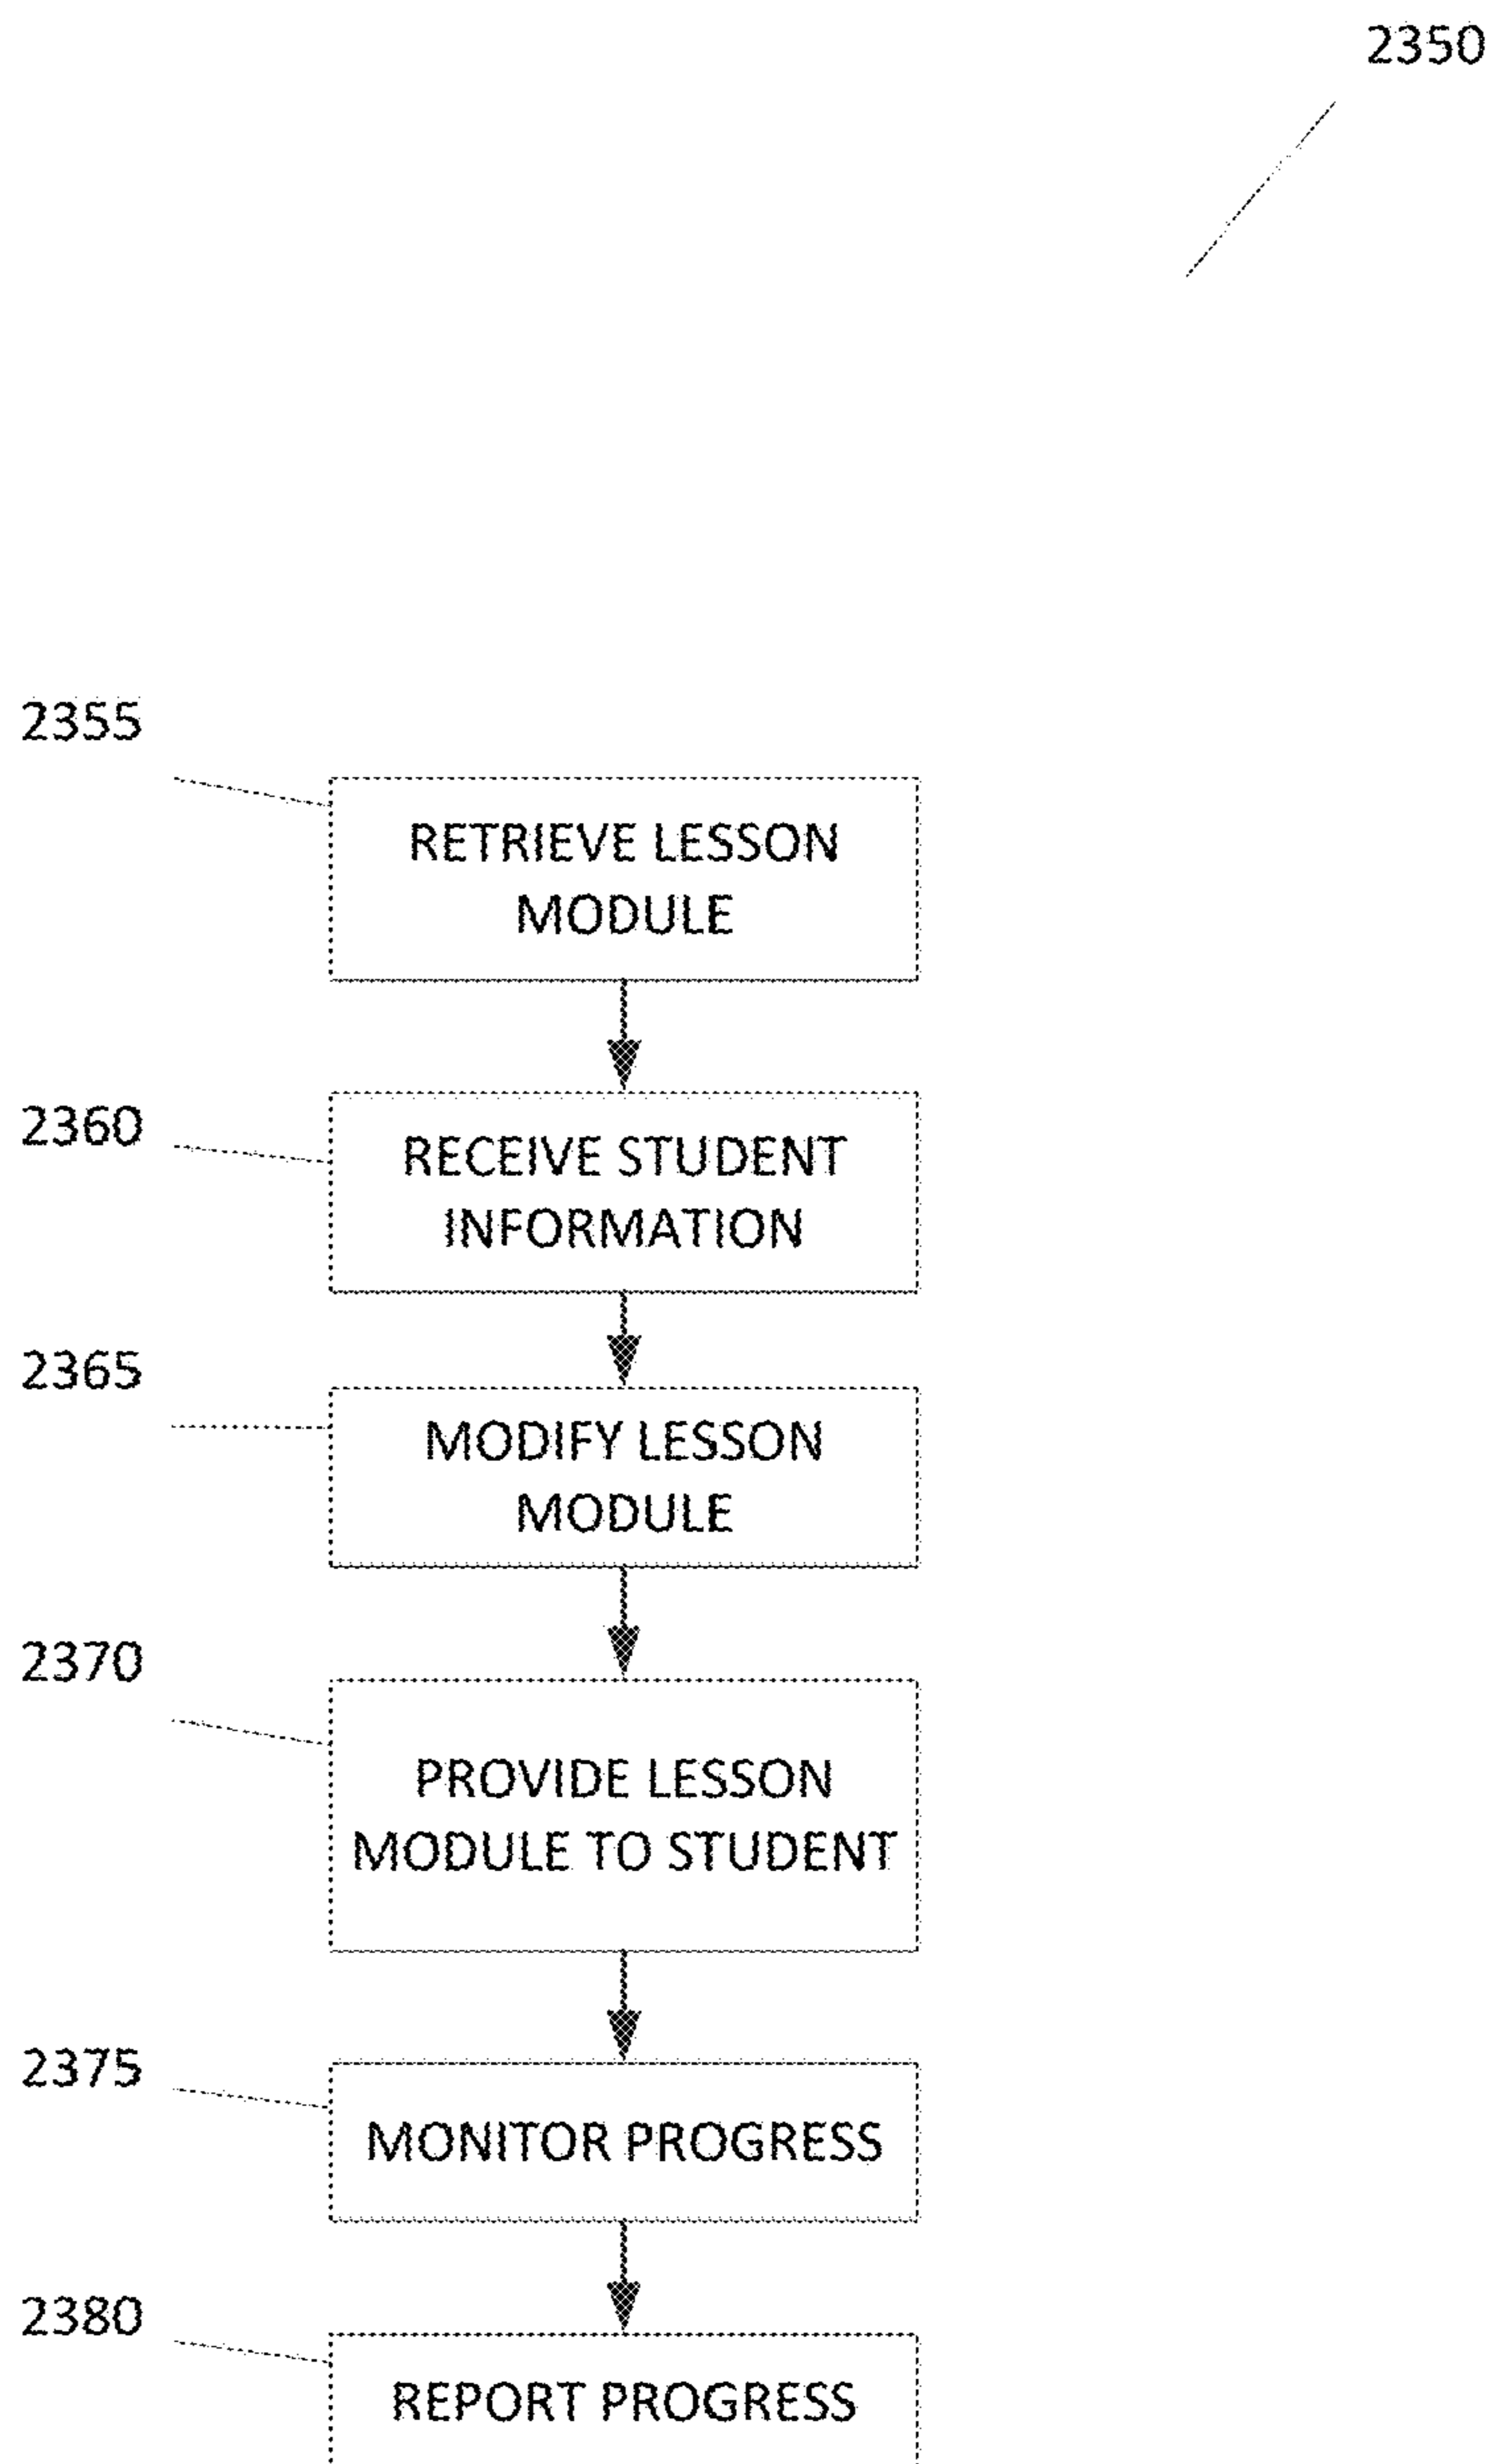 2350
2355
RETRIEVE LESSON
MODULE
2360
RECEIVE STUDENT
INFORMATION
2365
MODIFY LESSON
MODULE
2370
PROVIDE LESSON
MODULE TO STUDENT
2375
MONITOR PROGRESS
2380
REPORT PROGRESS